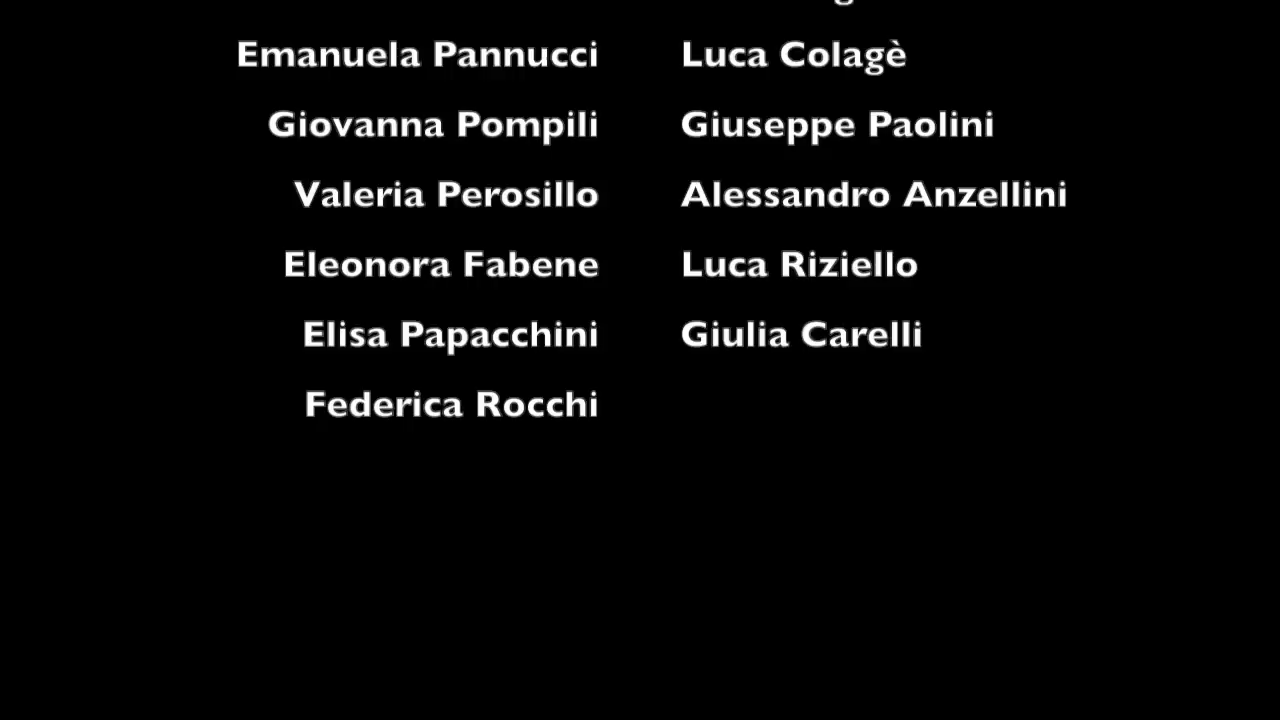 Emanuela Pannucci Luca Colagè
Giovanna Pompili Giuseppe Paolini
Valeria Perosillo Alessandro Anzellini
Eleonora Fabene Luca Riziello
Elisa Papacchini Giulia Carelli
Federica Rocchi